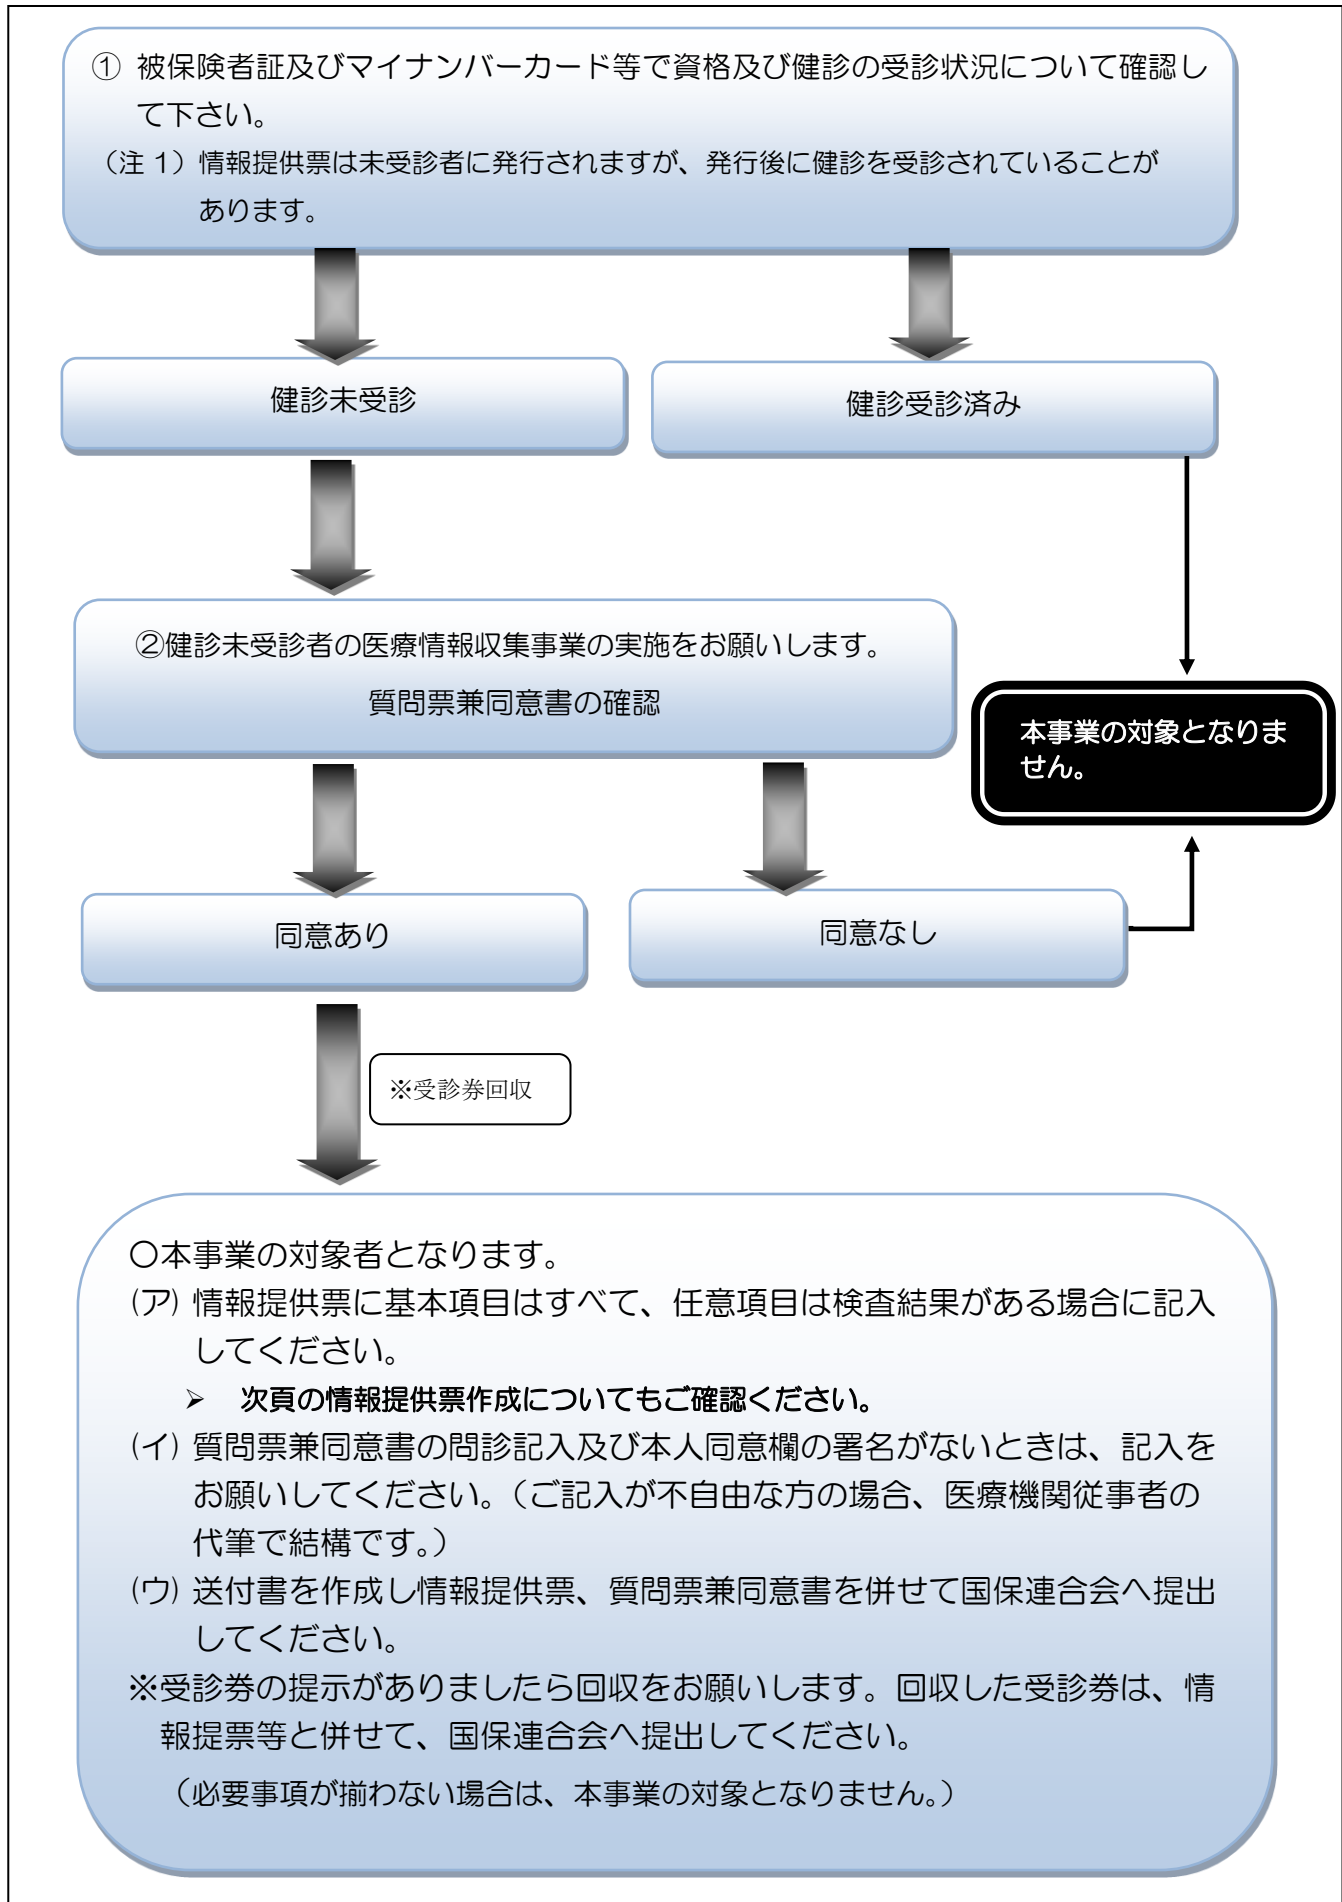 ① 被保険者証及びマイナンバーカード等で資格及び健診の受診状況について確認し
て下さい。
（注 1）情報提供票は未受診者に発行されますが、発行後に健診を受診されていることが
あります。
健診未受診
健診受診済み
②健診未受診者の医療情報収集事業の実施をお願いします。
質問票兼同意書の確認
本事業の対象となりま
せん。
同意あり
同意なし
※受診券回収
〇本事業の対象者となります。
(ア) 情報提供票に基本項目はすべて、任意項目は検査結果がある場合に記入
してください。
➢ 次頁の情報提供票作成についてもご確認ください。
(イ) 質問票兼同意書の問診記入及び本人同意欄の署名がないときは、記入を
お願いしてください。（ご記入が不自由な方の場合、医療機関従事者の
代筆で結構です。）
(ウ) 送付書を作成し情報提供票、質問票兼同意書を併せて国保連合会へ提出
してください。
※受診券の提示がありましたら回収をお願いします。回収した受診券は、情
報提票等と併せて、国保連合会へ提出してください。
（必要事項が揃わない場合は、本事業の対象となりません。）